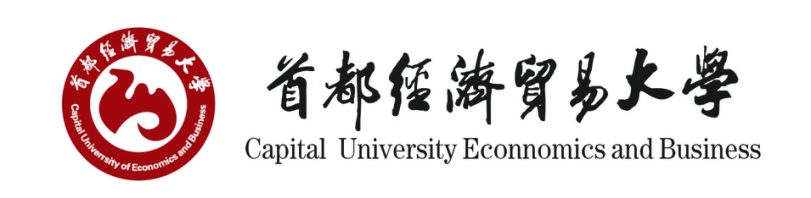 首都經濟貿易大學
Capital University of Econnomics and Business
首都經濟貿易大學
Capital University Econnomics and Business